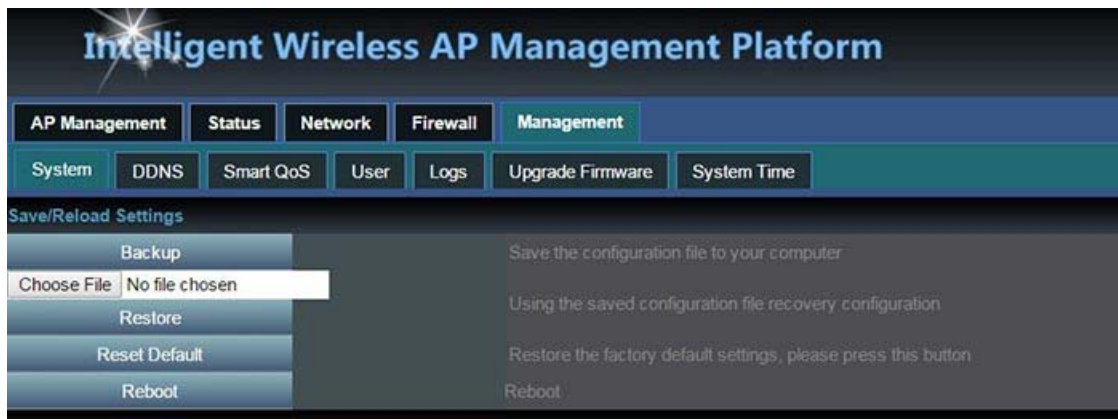 Intelligent Wireless AP Management Platform
AP Management Status Network Firewall Management
System DDNS Smart QoS User Logs Upgrade Firmware System Time
Save/Reload Settings
Backup Save the configuration file to your computer
Choose File No file chosen
Using the saved configuration file recovery configuration
Restore
Reset Default Restore the factory default settings, please press this button
Reboot Reboot